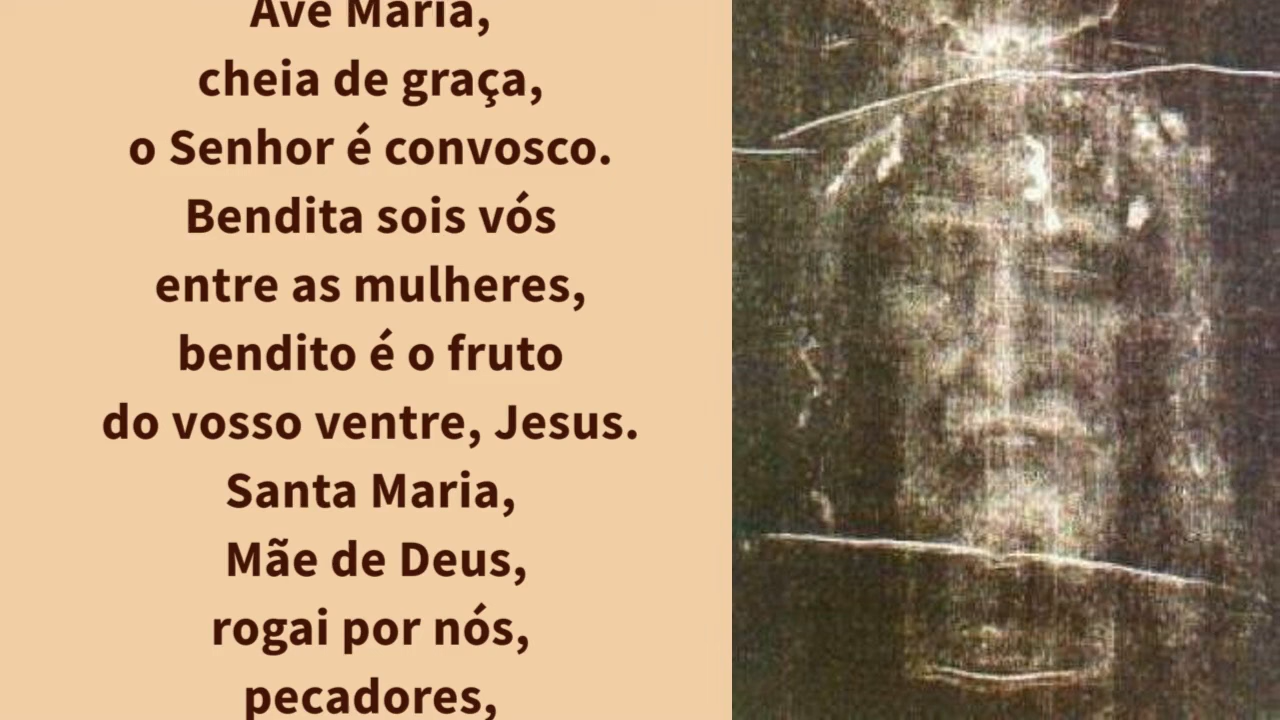 Ave Maria,
cheia de graça,
o Senhor é convosco.
Bendita sois vós
entre as mulheres,
bendito é o fruto
do vosso ventre, Jesus.
Santa Maria,
Mãe de Deus,
rogai por nós,
pecadores,